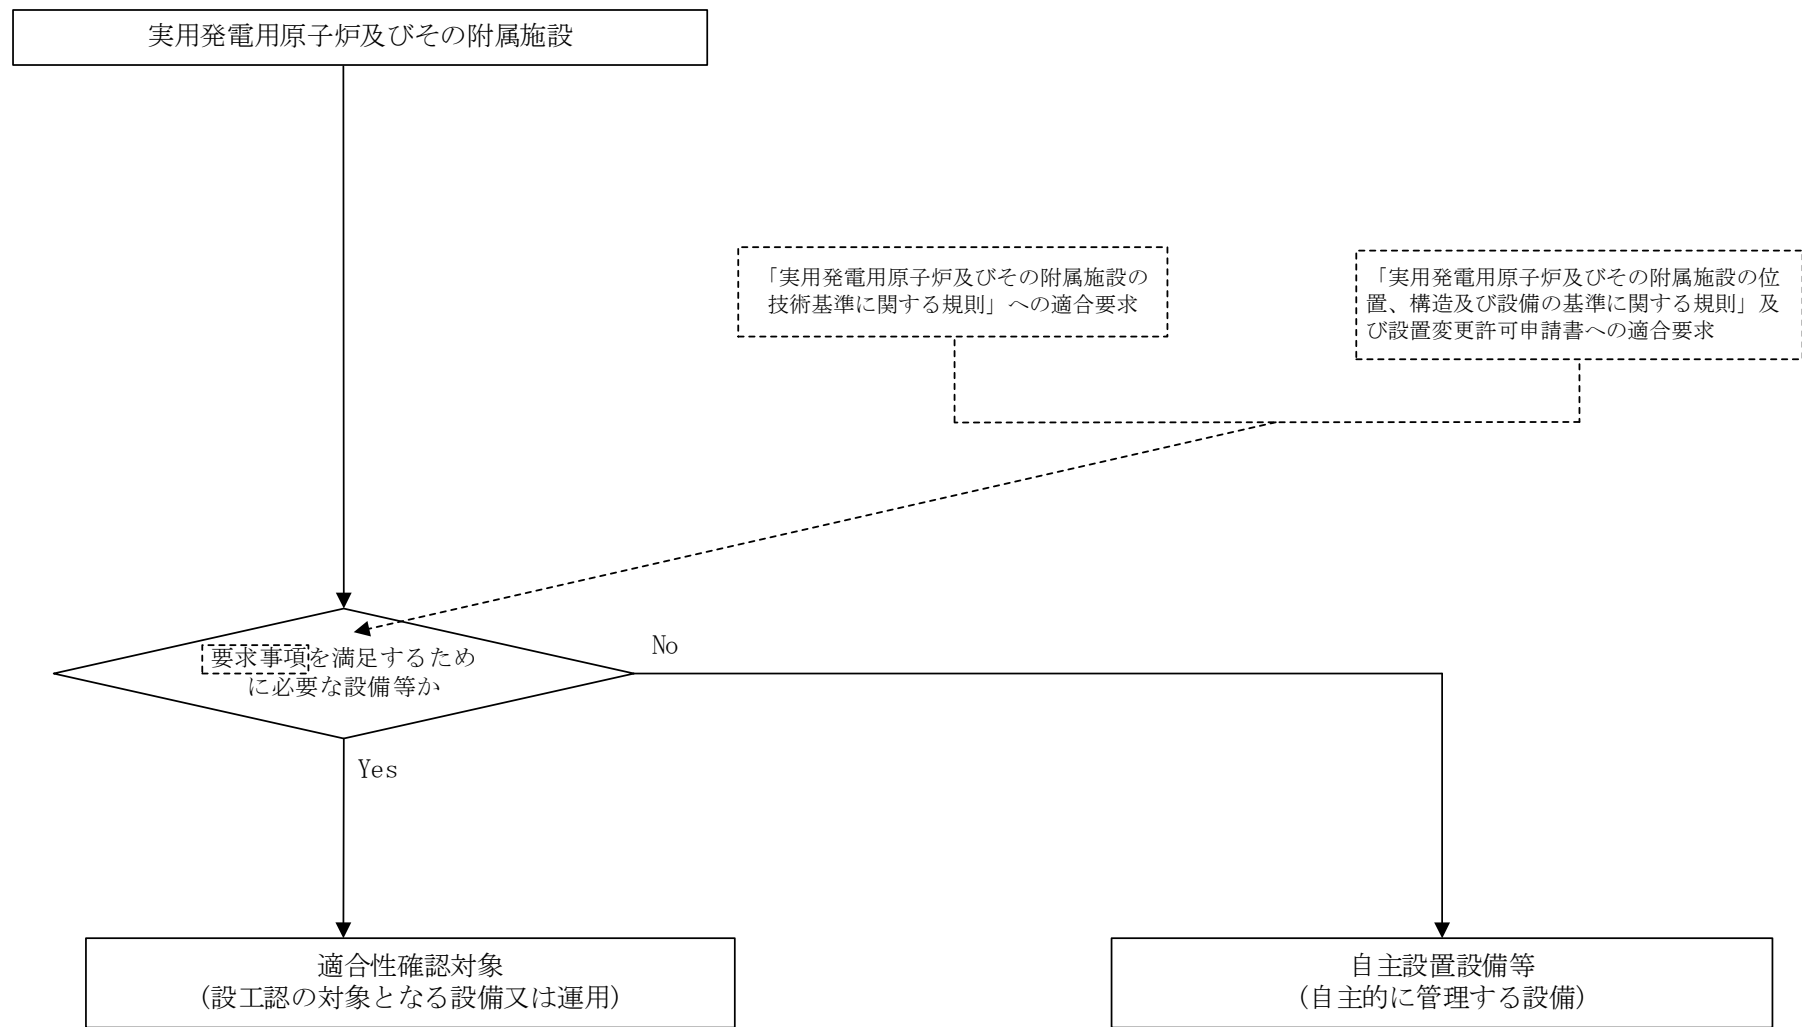 実用発電用原子炉及びその附属施設
「実用発電用原子炉及びその附属施設の
技術基準に関する規則」への適合要求
「実用発電用原子炉及びその附属施設の位
置、構造及び設備の基準に関する規則」及
び設置変更許可申請書への適合要求
要求事項を満足するため
に必要な設備等か
No
Yes
適合性確認対象
（設工認の対象となる設備又は運用）
自主設置設備等
（自主的に管理する設備）